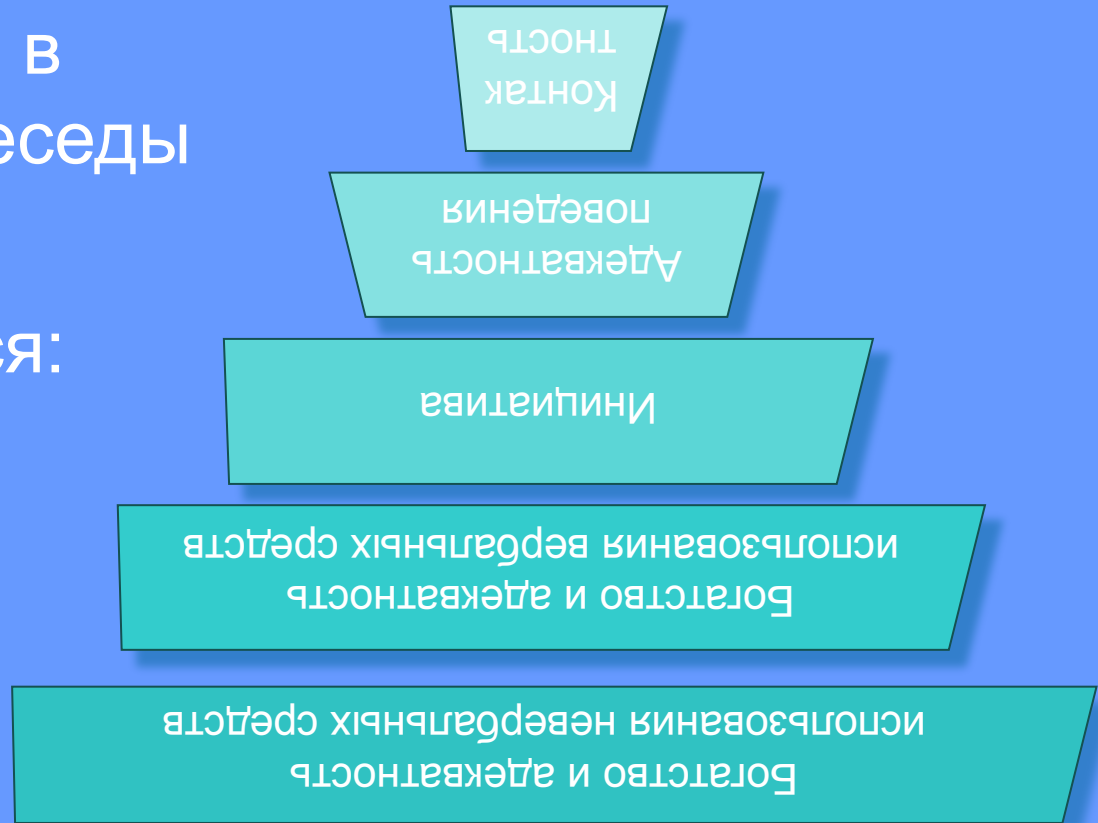 в
еседы
ся:
Контак
тность
Адекватность
поведения
Инициатива
Богатство и адекватность
использования вербальных средств
Богатство и адекватность
использования невербальных средств